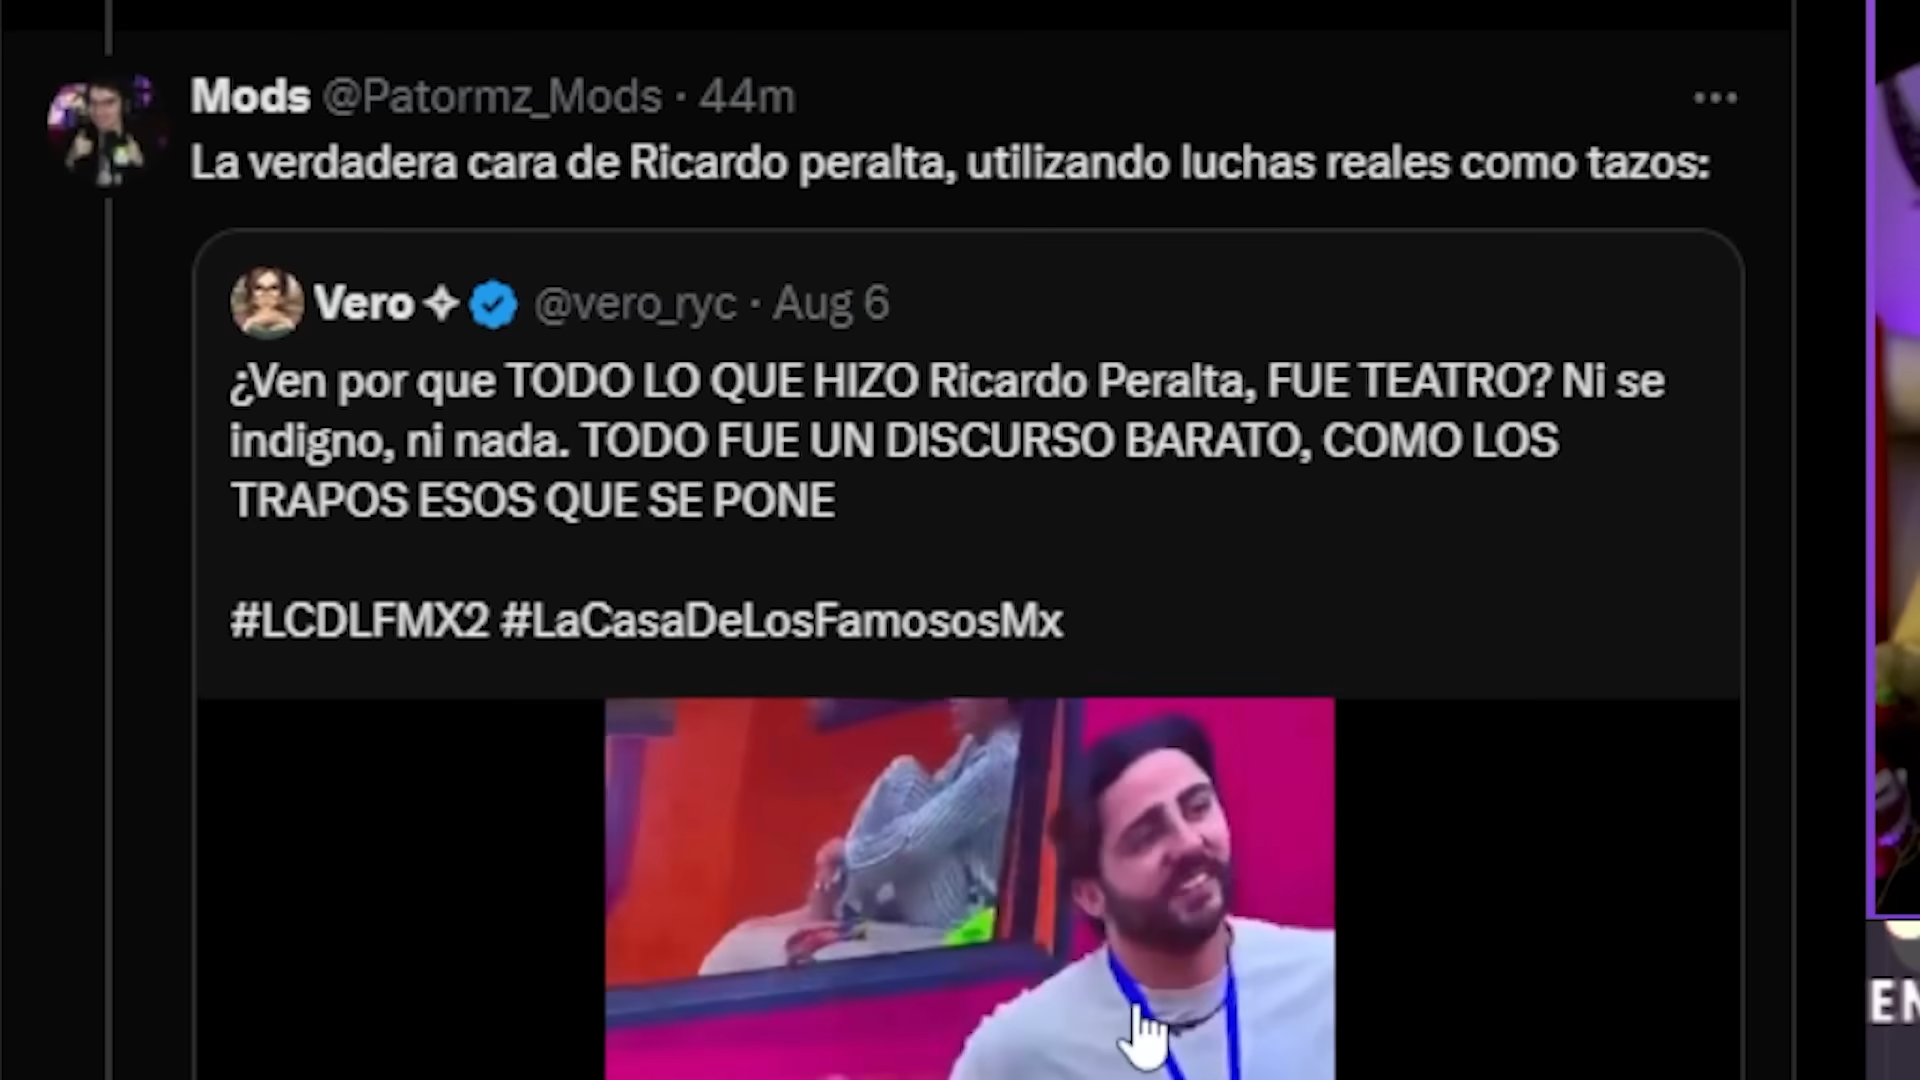 Mods @Patormz_Mods · 44m
La verdadera cara de Ricardo peralta, utilizando luchas reales como tazos:
Vero ✧ @vero_ryc · Aug 6
¿Ven por que TODO LO QUE HIZO Ricardo Peralta, FUE TEATRO? Ni se
indigno, ni nada. TODO FUE UN DISCURSO BARATO, COMO LOS
TRAPOS ESOS QUE SE PONE
#LCDLFMX2 #LaCasaDeLosFamososMx